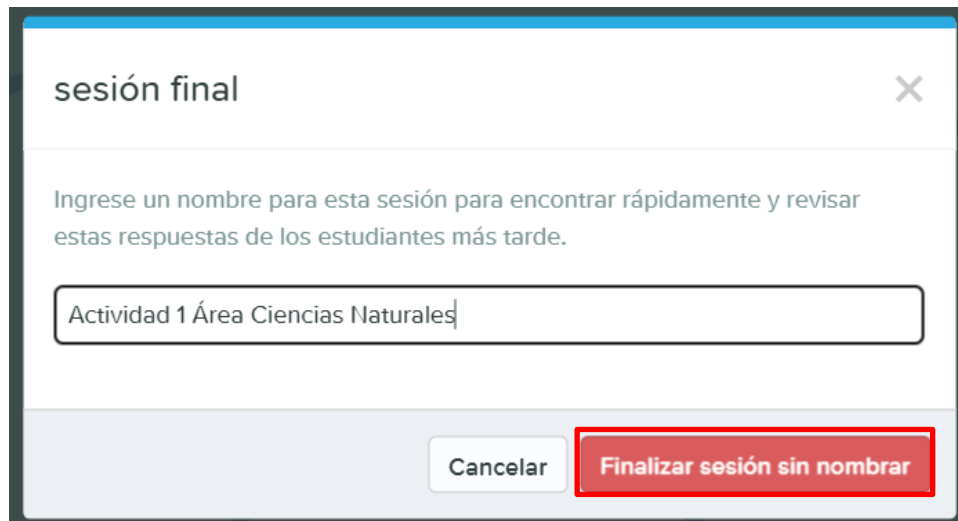 sesión final
Ingrese un nombre para esta sesión para encontrar rápidamente y revisar
estas respuestas de los estudiantes más tarde.
Actividad 1 Área Ciencias Naturales
Cancelar
Finalizar sesión sin nombrar